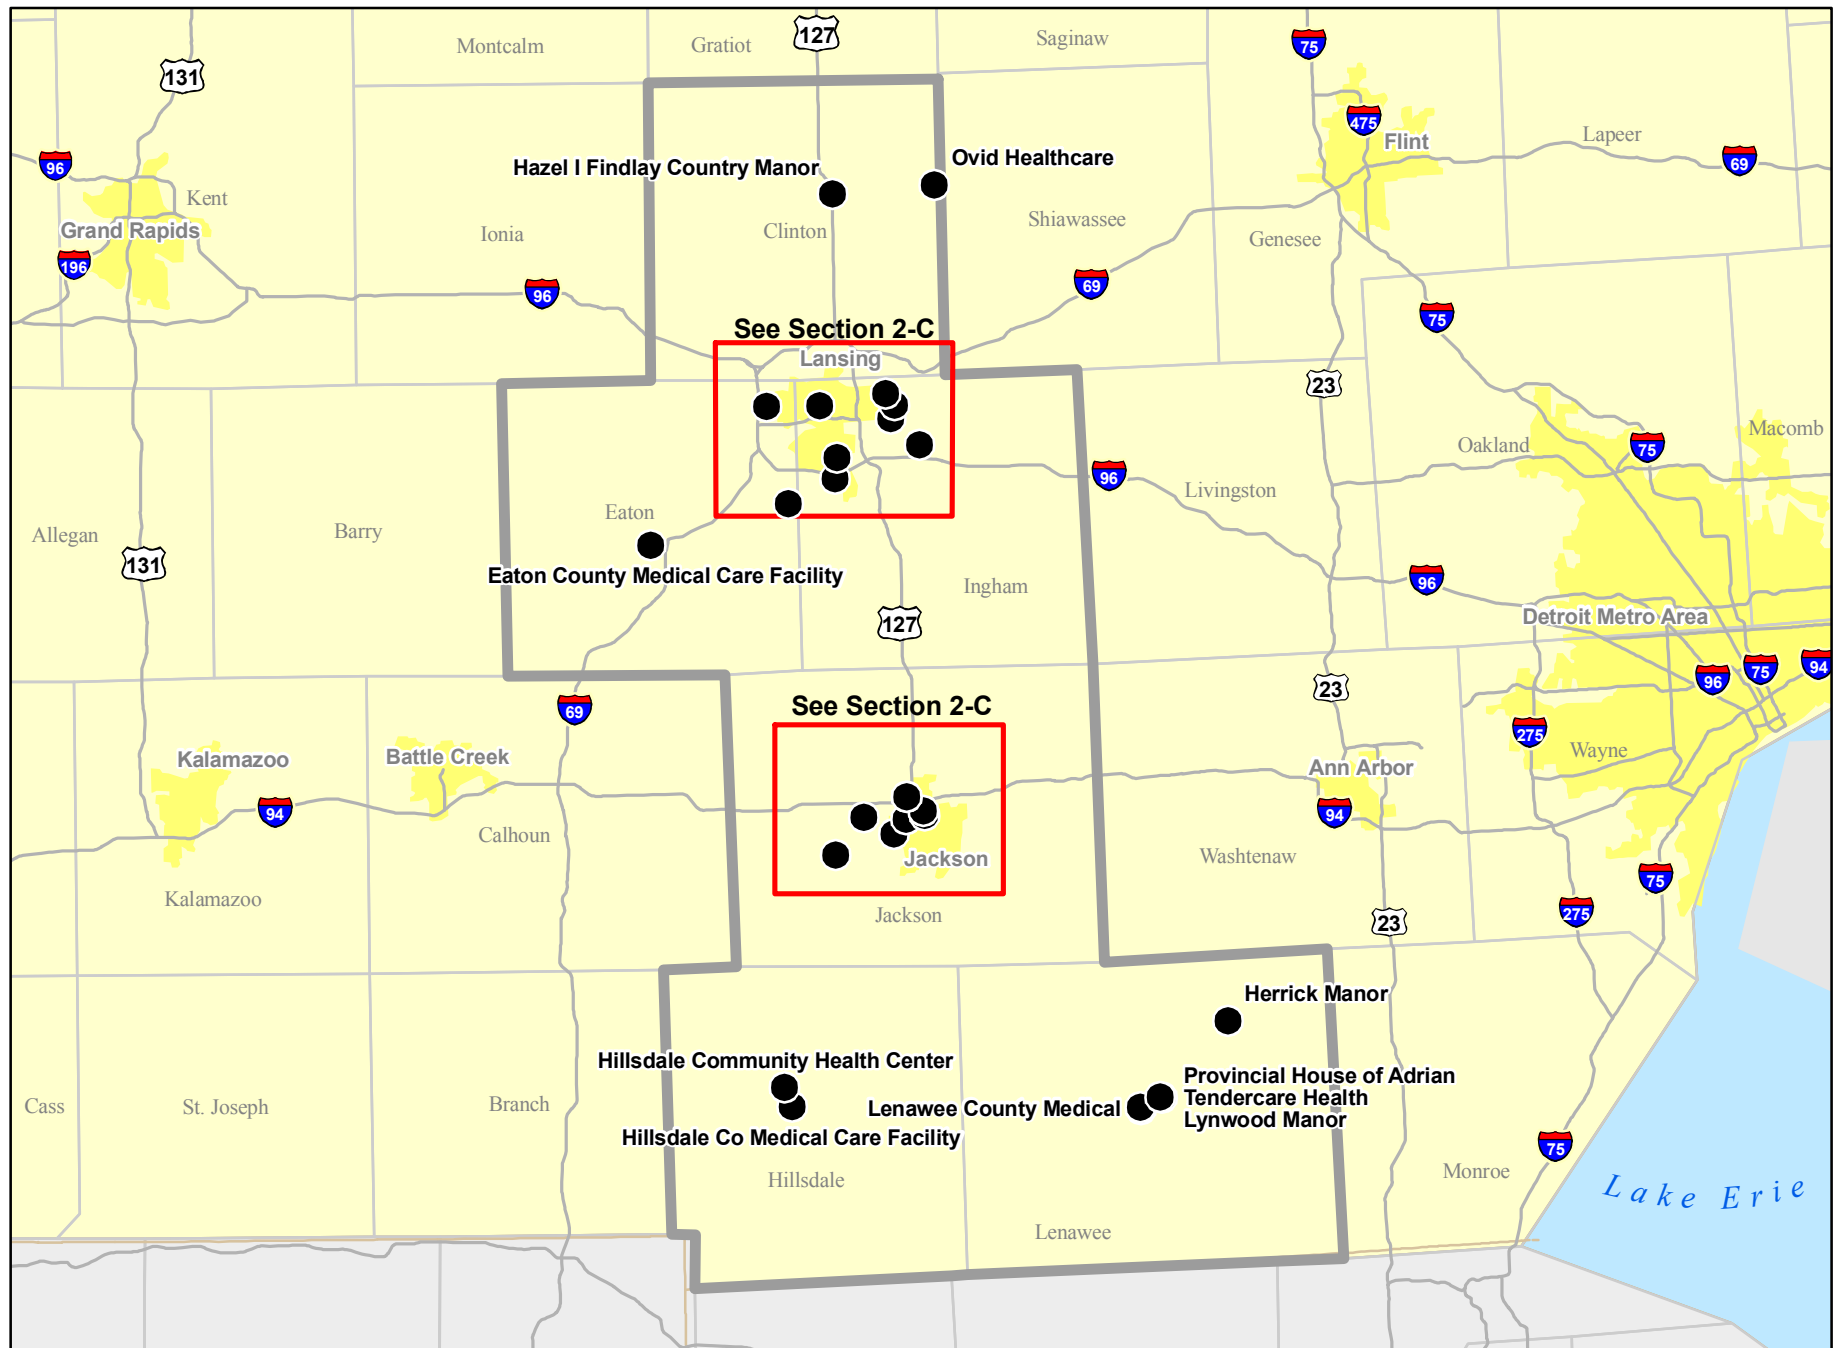 Montcalm
Gratiot
127
Saginaw
75
131
475
Flint
Lapeer
96
69
Hazel I Findlay Country Manor
Ovid Healthcare
Kent
Grand Rapids
Ionia
Clinton
Shiawassee
Genesee
196
96
69
75
See Section 2-C
Lansing
23
Oakland
Macomb
75
96
Livingston
Allegan
Barry
Eaton
131
Eaton County Medical Care Facility
Ingham
96
127
Detroit Metro Area
96
75
94
23
69
See Section 2-C
275
Wayne
Kalamazoo
Battle Creek
Ann Arbor
94
94
Calhoun
Jackson
Washtenaw
75
Kalamazoo
Jackson
23
275
Herrick Manor
Hillsdale Community Health Center
Provincial House of Adrian
Tendercare Health
Lynwood Manor
Lenawee County Medical
Cass
St. Joseph
Branch
Hillsdale Co Medical Care Facility
75
Hillsdale
Monroe
Lake Erie
Lenawee